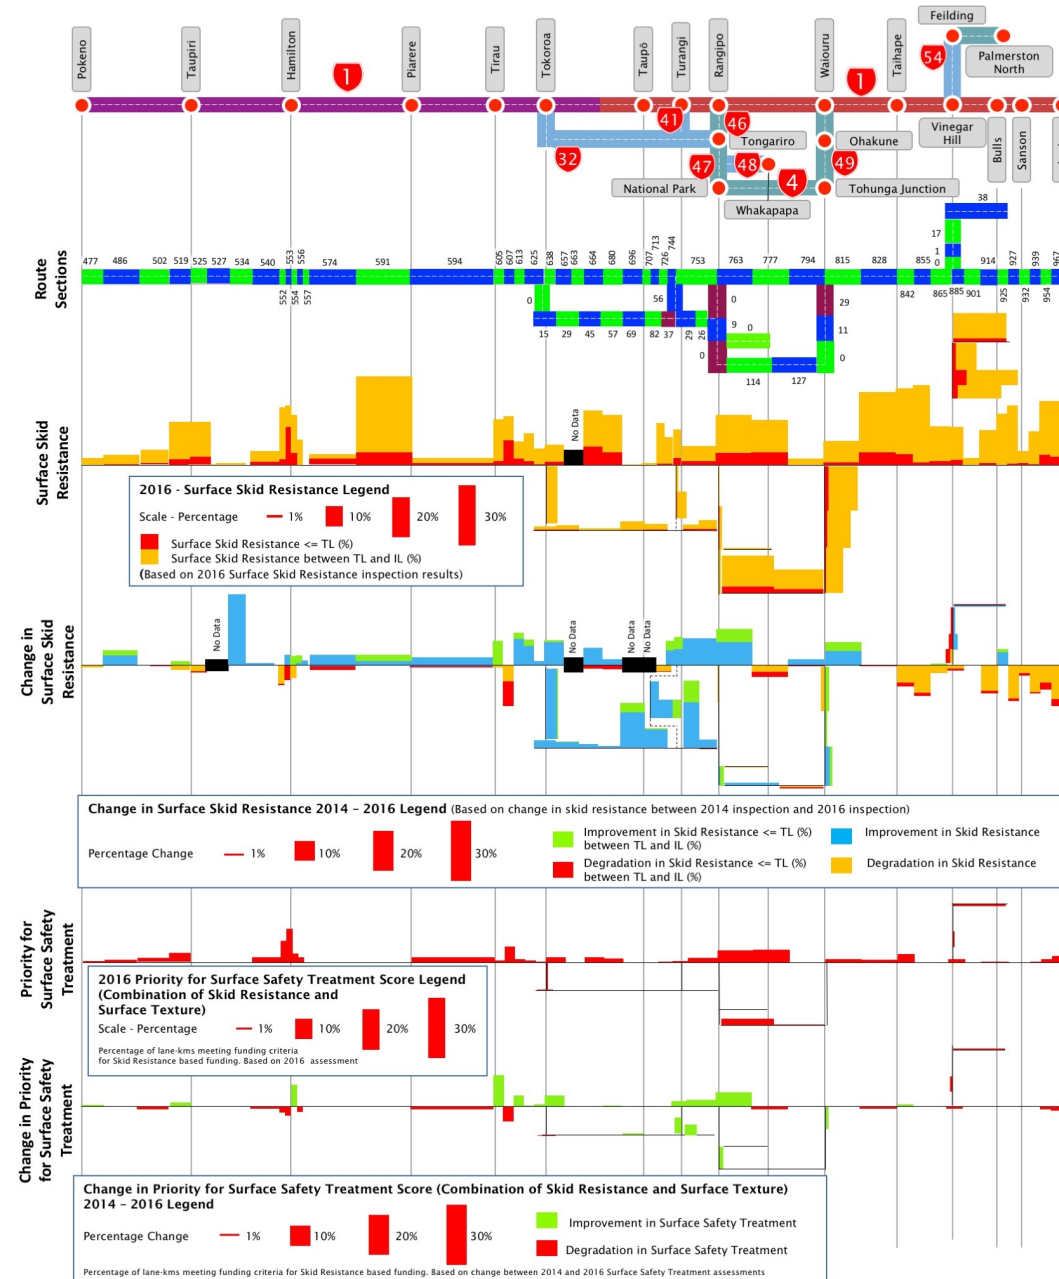 Feilding
Pokeno
Taupiri
Hamilton
Piarere
Tirau
Tokoroa
Taupō
Turangi
Rangipo
Waiouru
Taihape
54
Palmerston
North
1
1
41
46
Vinegar
Hill
Bulls
Sanson
32
Tongariro
Ohakune
47
48
49
4
National Park
Tohunga Junction
Whakapapa
38
17
1
0
Route
Sections
477
486
502
519
525
527
534
540
553
556
574
591
594
605
607
613
625
638
657
663
664
680
696
707
713
726
744
753
763
777
794
815
828
855
914
927
939
967
552
554
557
842
865
885
901
925
932
954
0
56
0
29
15
29
45
57
69
82
37
29
26
9
0
11
0
0
114
127
Surface Skid
Resistance
No Data
2016 - Surface Skid Resistance Legend
Scale - Percentage
1%
10%
20%
30%
Surface Skid Resistance <= TL (%)
Surface Skid Resistance between TL and IL (%)
(Based on 2016 Surface Skid Resistance inspection results)
Change in
Surface Skid
Resistance
No Data
No Data
No Data
No Data
Change in Surface Skid Resistance 2014 – 2016 Legend (Based on change in skid resistance between 2014 inspection and 2016 inspection)
Percentage Change
1%
10%
20%
30%
Improvement in Skid Resistance <= TL (%)
between TL and IL (%)
Improvement in Skid Resistance
Degradation in Skid Resistance <= TL (%)
between TL and IL (%)
Degradation in Skid Resistance
Priority for
Surface Safety
Treatment
2016 Priority for Surface Safety Treatment Score Legend
(Combination of Skid Resistance and
Surface Texture)
Scale - Percentage
1%
10%
20%
30%
Percentage of lane-kms meeting funding criteria
for Skid Resistance based funding. Based on 2016 assessment
Change in Priority
for Surface Safety
Treatment
Change in Priority for Surface Safety Treatment Score (Combination of Skid Resistance and Surface Texture)
2014 – 2016 Legend
Percentage Change
1%
10%
20%
30%
Improvement in Surface Safety Treatment
Degradation in Surface Safety Treatment
Percentage of lane-kms meeting funding criteria for Skid Resistance based funding. Based on change between 2014 and 2016 Surface Safety Treatment assessments